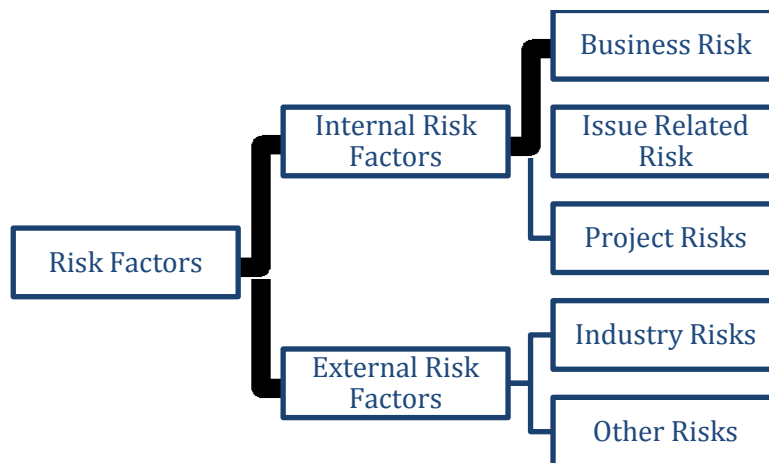 Business Risk
Internal Risk
Factors
Issue Related
Risk
Project Risks
Risk Factors
Industry Risks
External Risk
Factors
Other Risks